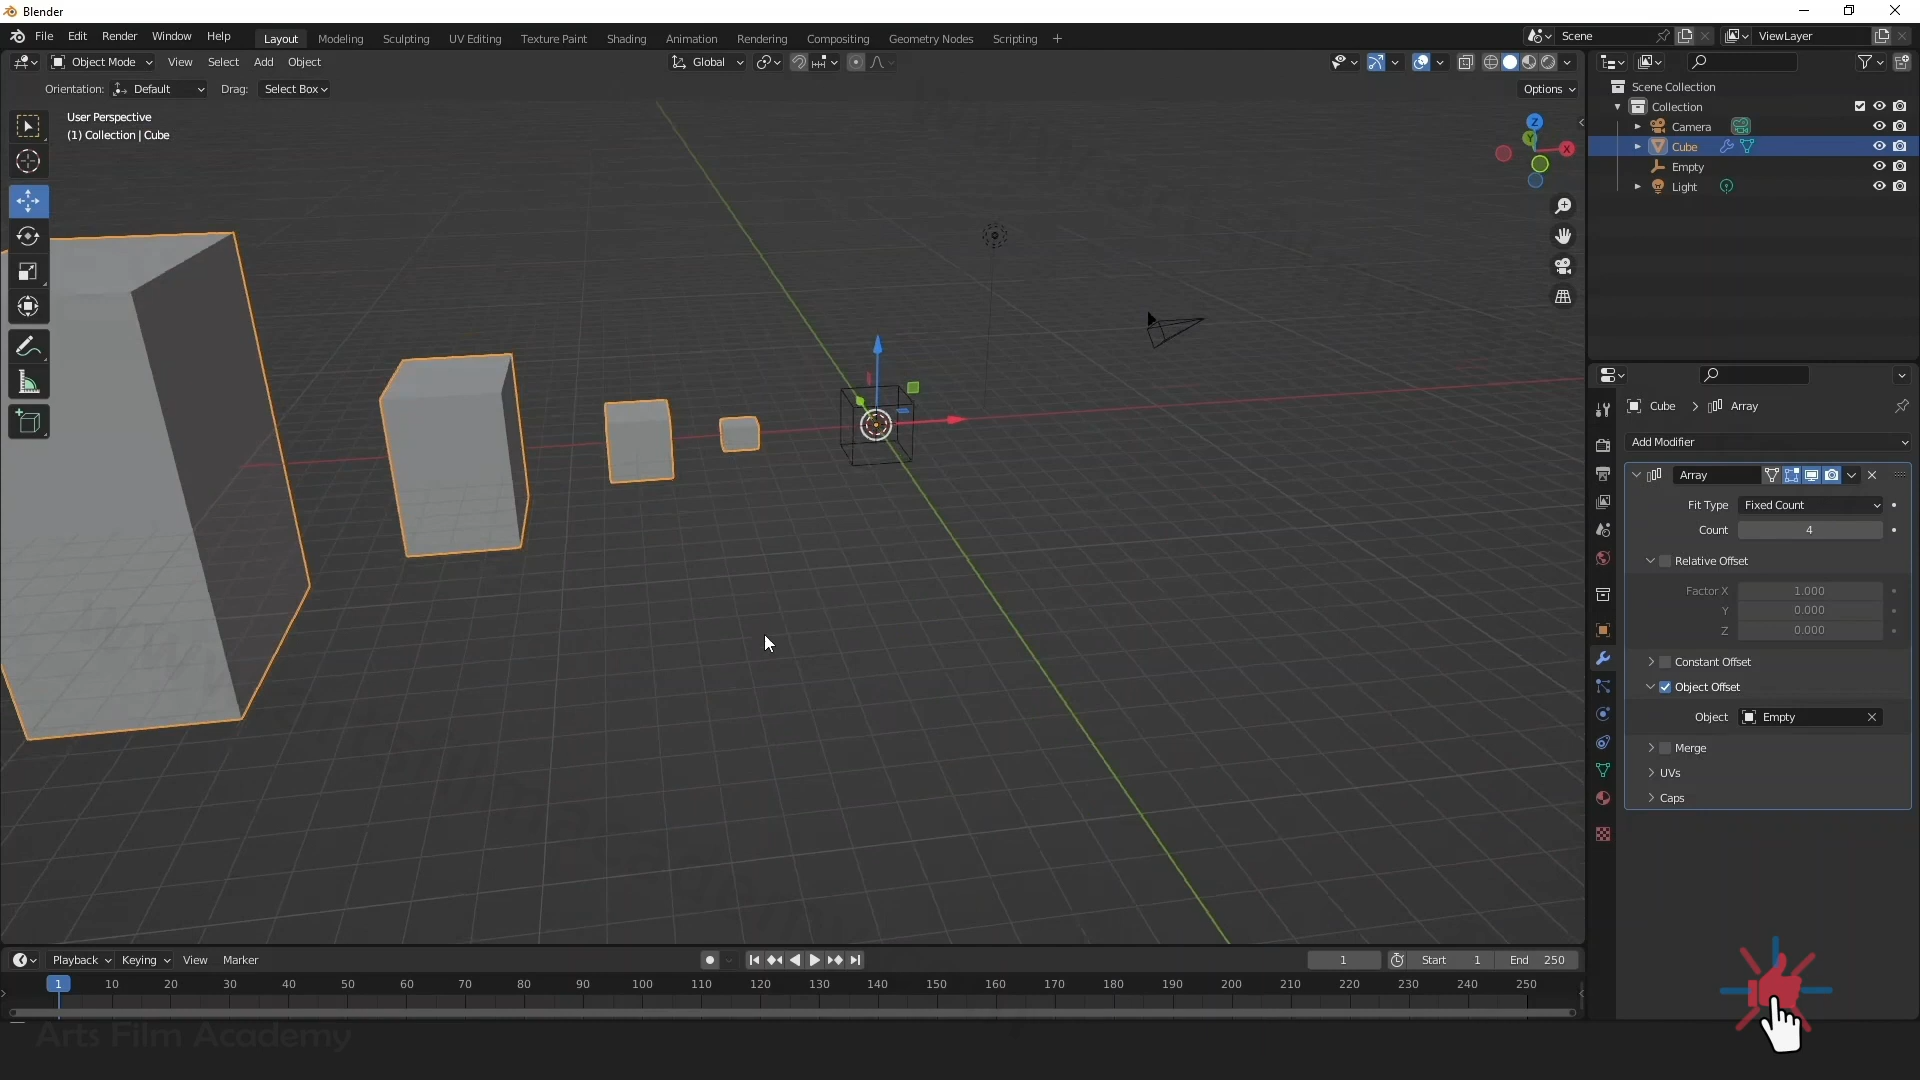 Blender
File Edit Render Window Help Layout Modeling Sculpting UV Editing Texture Paint Shading Animation Rendering Compositing Geometry Nodes Scripting + Scene ViewLayer
Object Mode View Select Add Object Global
Orientation: Default Drag: Select Box Options
User Perspective
(1) Collection | Cube
Z
Y
X
Scene Collection
Collection
Camera
Cube
Empty
Light
Cube > Array
Add Modifier
Array
Fit Type Fixed Count
Count 4
Relative Offset
Factor X 1.000
Y 0.000
Z 0.000
Constant Offset
Object Offset
Object Empty
Merge
UVs
Caps
Playback Keying View Marker 1 Start 1 End 250
1 10 20 30 40 50 60 70 80 90 100 110 120 130 140 150 160 170 180 190 200 210 220 230 240 250
Arts Film Academy